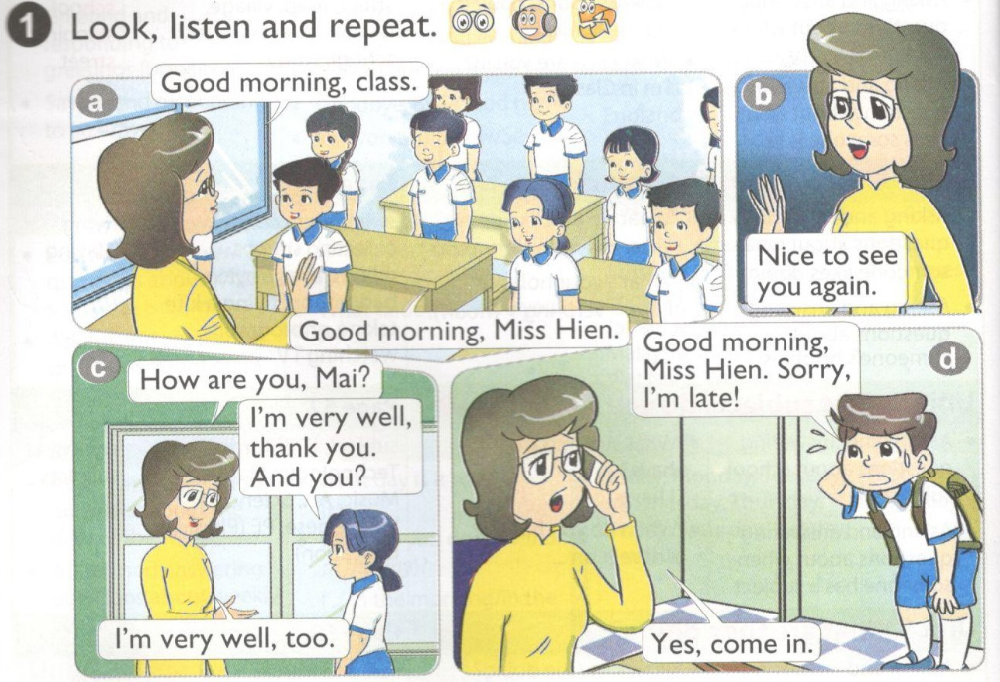 1 Look, listen and repeat.
a
Good morning, class.
Good morning, Miss Hien.
b
Nice to see
you again.
c
How are you, Mai?
I'm very well,
thank you.
And you?
I'm very well, too.
d
Good morning,
Miss Hien. Sorry,
I'm late!
Yes, come in.